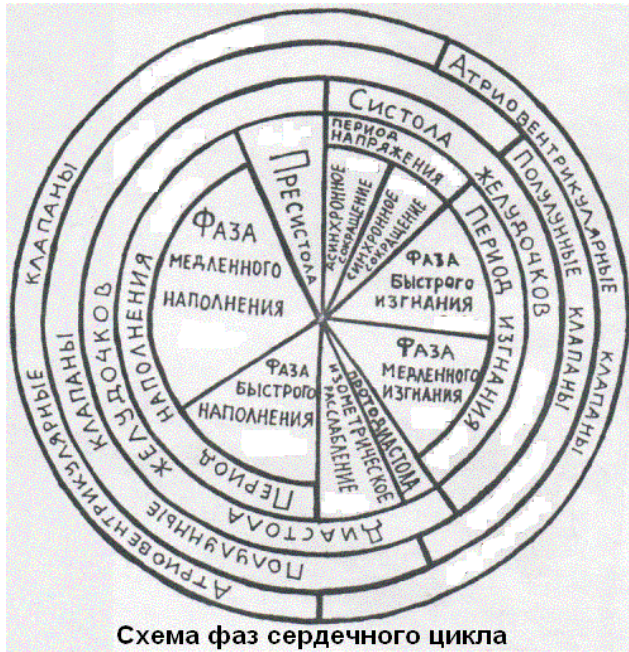 АТРИОВЕНТРИКУЛЯРНЫЕ КЛАПАНЫ
ПОЛУЛУННЫЕ КЛАПАНЫ
СИСТОЛА ЖЕЛУДОЧКОВ
ПЕРИОД
НАПРЯЖЕНИЯ
АСИНХРОННОЕ
СОКРАЩЕНИЕ
СИНХРОННОЕ
СОКРАЩЕНИЕ
ПЕРИОД ИЗГНАНИЯ
ФАЗА
БЫСТРОГО
ИЗГНАНИЯ
ФАЗА
МЕДЛЕННОГО
ИЗГНАНИЯ
ПРОТОДИАСТОЛА
ИЗОМЕТРИЧЕСКОЕ
РАССЛАБЛЕНИЕ
ДИАСТОЛА ЖЕЛУДОЧКОВ
ПЕРИОД НАПОЛНЕНИЯ
ФАЗА
БЫСТРОГО
НАПОЛНЕНИЯ
ФАЗА
МЕДЛЕННОГО
НАПОЛНЕНИЯ
ПРЕСИСТОЛА
ПОЛУЛУННЫЕ КЛАПАНЫ
АТРИОВЕНТРИКУЛЯРНЫЕ КЛАПАНЫ
Схема фаз сердечного цикла